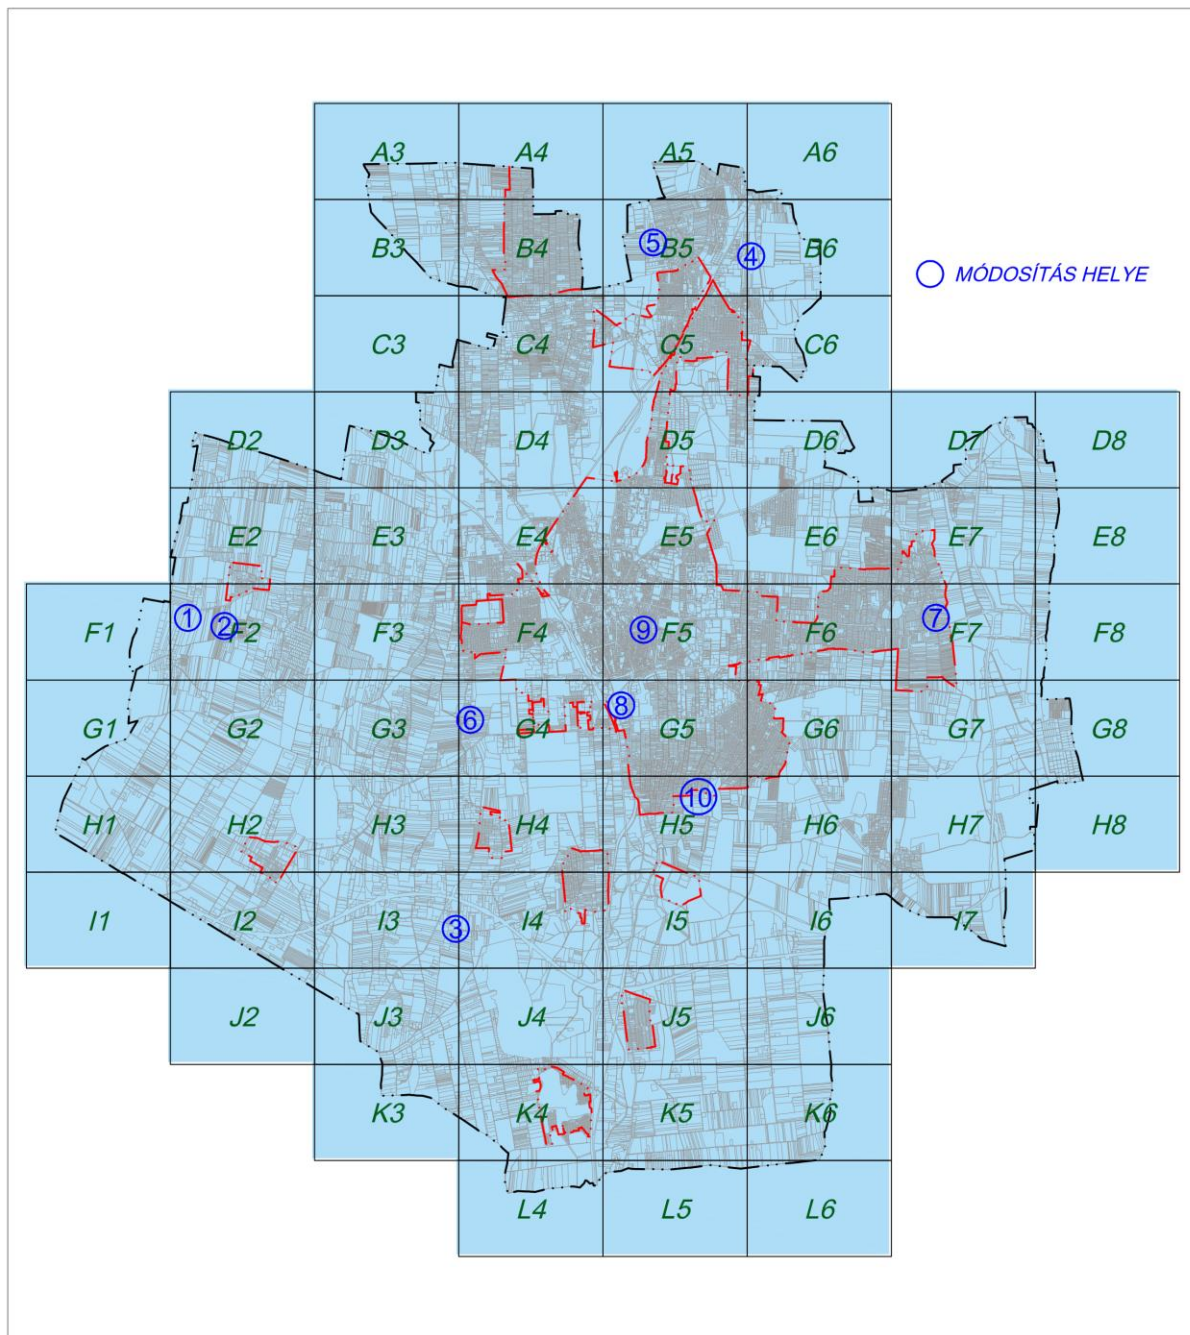 A3 A4 A5 A6
B3 B4 5 B5 4 B6
MÓDOSÍTÁS HELYE
C3 C4 C5 C6
D2 D3 D4 D5 D6 D7 D8
E2 E3 E4 E5 E6 E7 E8
F1 1 2 F2 F3 F4 9 F5 F6 7 F7 F8
G1 G2 G3 6 G4 8 G5 G6 G7 G8
H1 H2 H3 H4 10 H5 H6 H7 H8
I1 I2 I3 3 I4 I5 I6 I7
J2 J3 J4 J5 J6
K3 K4 K5 K6
L4 L5 L6